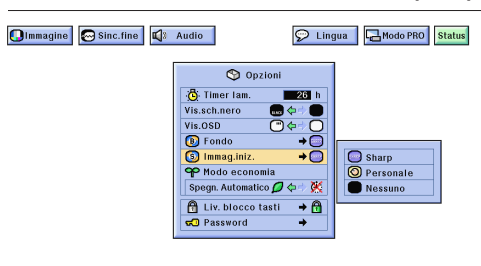 Immagine Sinc.fine Audio Lingua Modo PRO Status
Opzioni
Timer lam. 26 h
Vis.sch.nero BLACK
Vis.OSD
Fondo
Immag.iniz.
Modo economia
Spegn. Automatico
Liv. blocco tasti
Password
Sharp
Personale
Nessuno